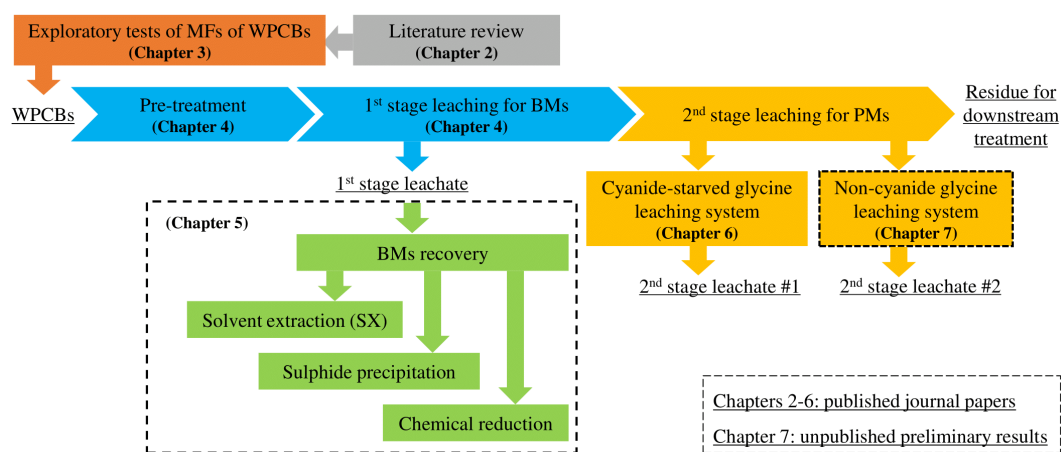 Exploratory tests of MFs of WPCBs
(Chapter 3)
Literature review
(Chapter 2)
WPCBs
Pre-treatment
(Chapter 4)
1st stage leaching for BMs
(Chapter 4)
2nd stage leaching for PMs
Residue for
downstream
treatment
1st stage leachate
Cyanide-starved glycine
leaching system
(Chapter 6)
Non-cyanide glycine
leaching system
(Chapter 7)
(Chapter 5)
BMs recovery
2nd stage leachate #1
2nd stage leachate #2
Solvent extraction (SX)
Sulphide precipitation
Chemical reduction
Chapters 2-6: published journal papers
Chapter 7: unpublished preliminary results